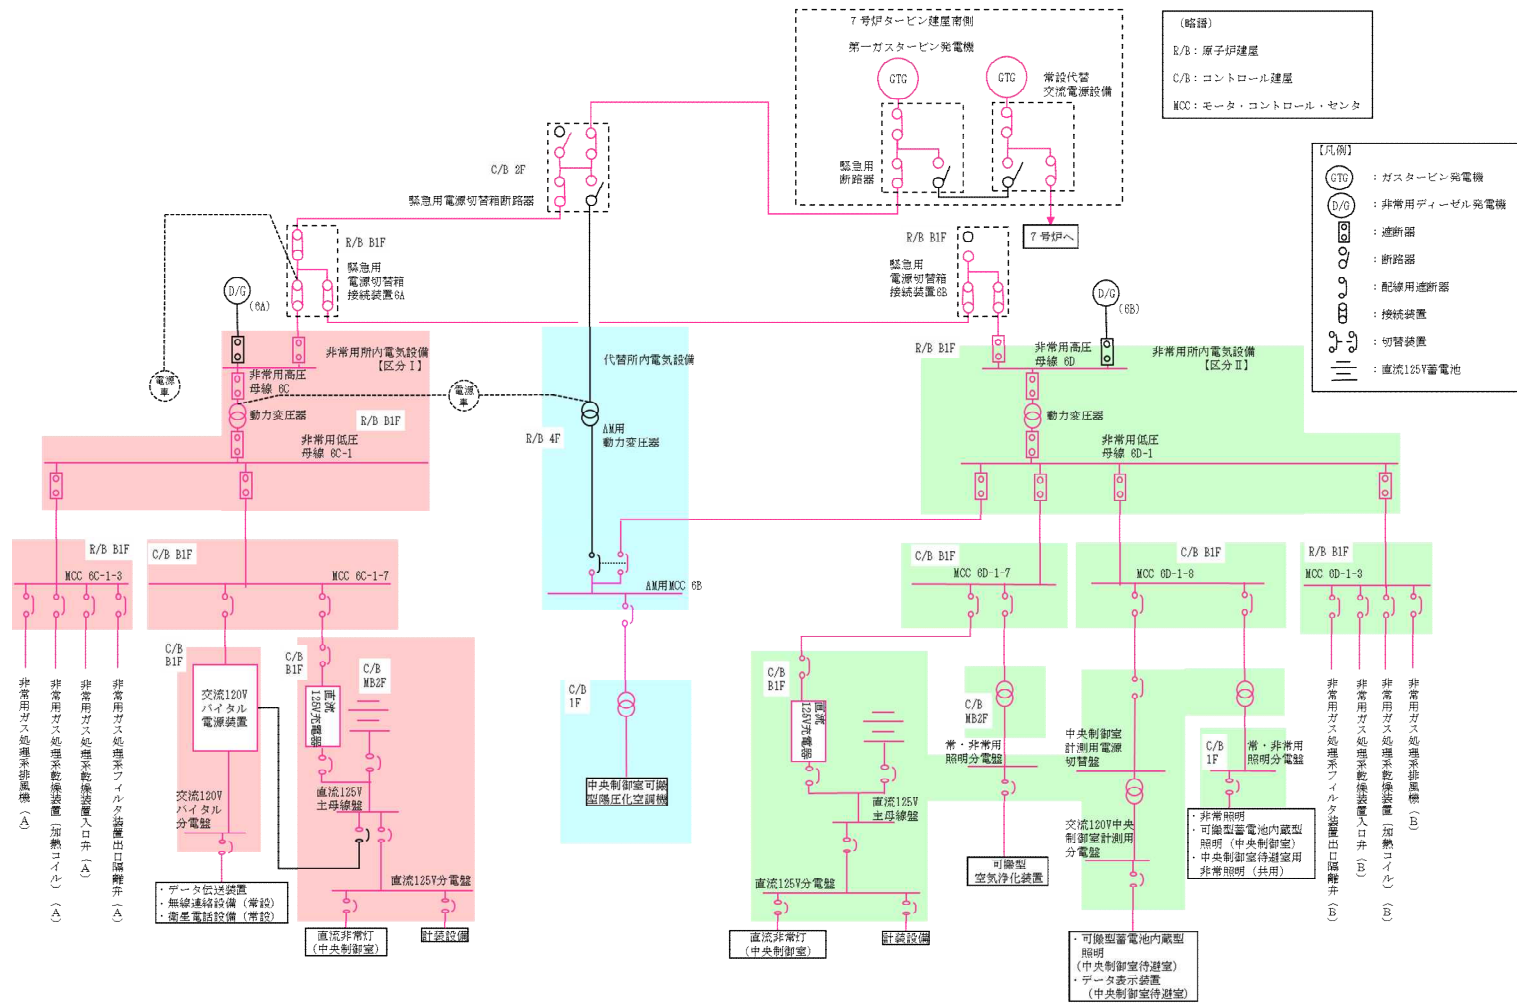 7号炉タービン建屋南側
第一ガスタービン発電機
GTG
GTG
常設代替
交流電源設備
緊急用
断路器
7号炉へ
（略語）
R/B：原子炉建屋
C/B：コントロール建屋
MCC：モータ・コントロール・センタ
【凡例】
GTG
：ガスタービン発電機
D/G
：非常用ディーゼル発電機
：遮断器
：断路器
：配線用遮断器
：接続装置
：切替装置
：直流125V蓄電池
C/B 2F
緊急用電源切替箱断路器
R/B B1F
緊急用
電源切替箱
接続装置6A
R/B B1F
緊急用
電源切替箱
接続装置6B
D/G
(6A)
D/G
(6B)
電源
車
電源
車
非常用所内電気設備
【区分Ⅰ】
非常用高圧
母線 6C
動力変圧器
R/B B1F
非常用低圧
母線 6C-1
代替所内電気設備
R/B 4F
AM用
動力変圧器
R/B B1F
非常用高圧
母線 6D
非常用所内電気設備
【区分Ⅱ】
動力変圧器
非常用低圧
母線 6D-1
R/B B1F
MCC 6C-1-3
C/B B1F
MCC 6C-1-7
AM用MCC 6B
C/B B1F
MCC 6D-1-7
C/B B1F
MCC 6D-1-8
R/B B1F
MCC 6D-1-3
非常用ガス処理系排風機（A）
非常用ガス処理系乾燥装置（加熱コイル）（A）
非常用ガス処理系乾燥装置入口弁（A）
非常用ガス処理系フィルタ装置出口隔離弁（A）
C/B
B1F
交流120V
バイタル
電源装置
交流120V
バイタル
分電盤
・データ伝送装置
・無線連絡設備（常設）
・衛星電話設備（常設）
C/B
B1F
直流
125V充電器
C/B
MB2F
直流125V
主母線盤
直流125V分電盤
直流非常灯
（中央制御室）
計装設備
C/B
1F
中央制御室可搬
型陽圧化空調機
C/B
B1F
直流
125V充電器
直流125V
主母線盤
直流125V分電盤
直流非常灯
（中央制御室）
計装設備
C/B
MB2F
常・非常用
照明分電盤
可搬型
空気浄化装置
中央制御室
計測用電源
切替盤
交流120V中央
制御室計測用
分電盤
・可搬型蓄電池内蔵型
照明
（中央制御室待避室）
・データ表示装置
（中央制御室待避室）
C/B
1F
常・非常用
照明分電盤
・非常照明
・可搬型蓄電池内蔵型
照明（中央制御室）
・中央制御室待避室用
非常照明（共用）
非常用ガス処理系フィルタ装置出口隔離弁（B）
非常用ガス処理系乾燥装置入口弁（B）
非常用ガス処理系乾燥装置（加熱コイル）（B）
非常用ガス処理系排風機（B）